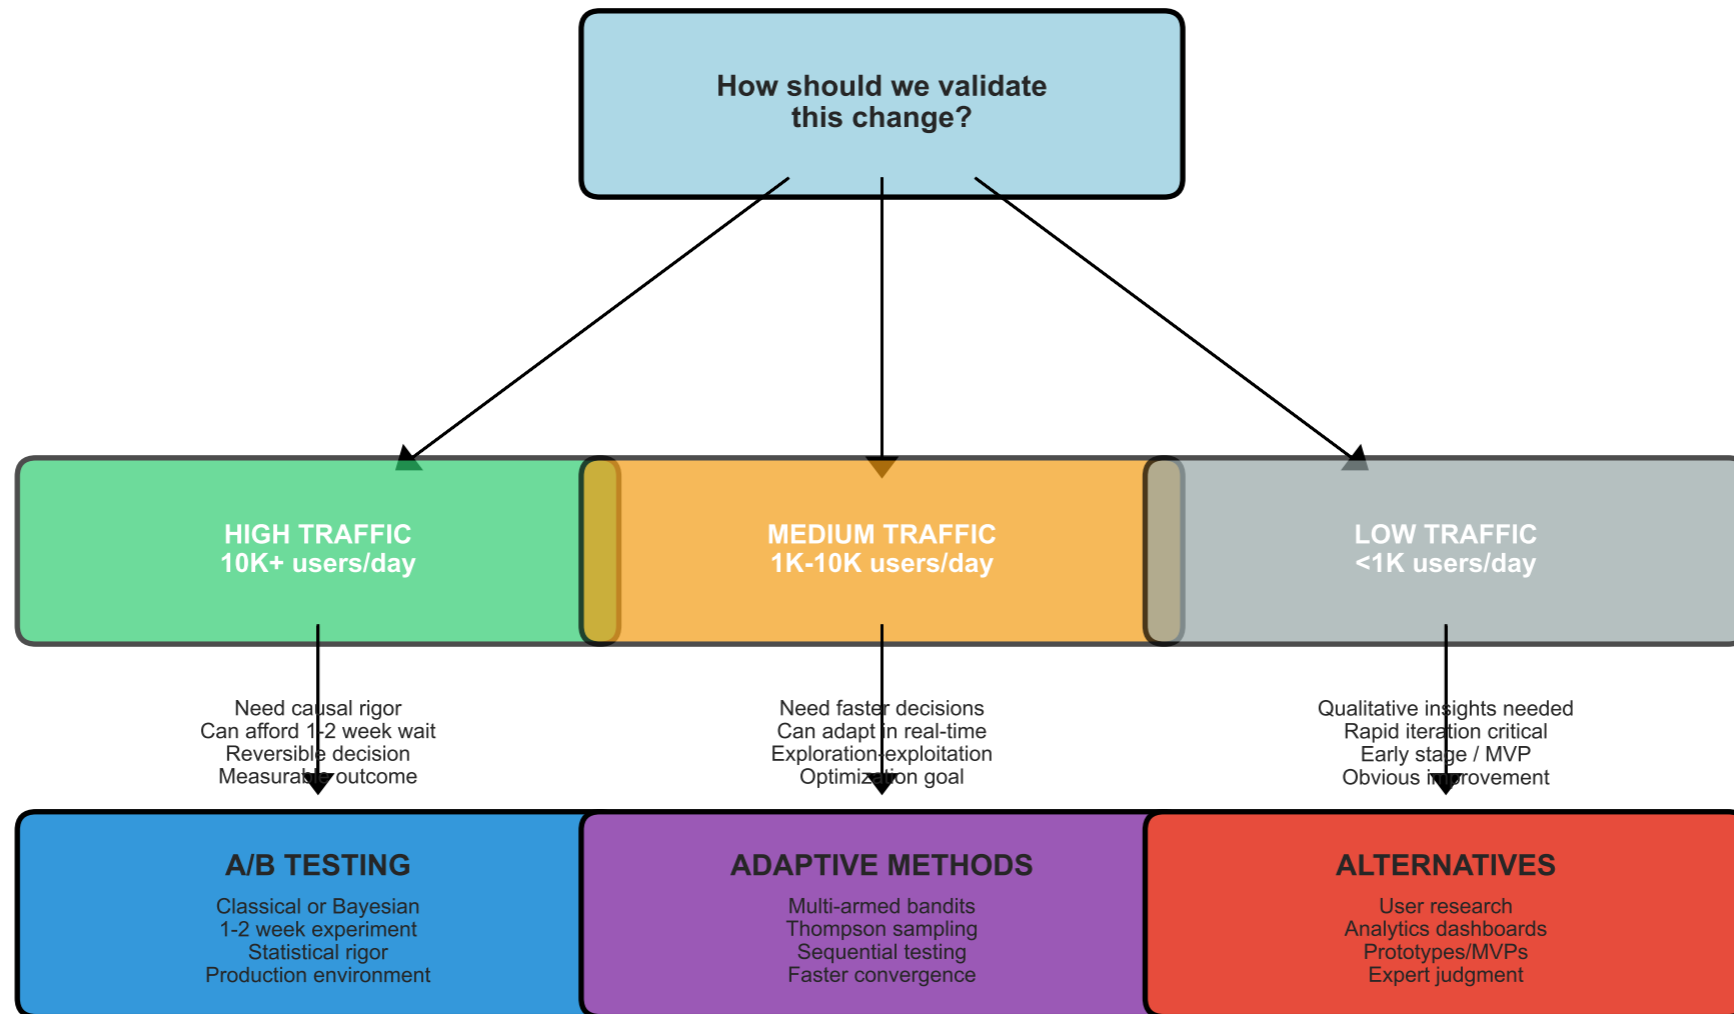 How should we validate
this change?
HIGH TRAFFIC
10K+ users/day
MEDIUM TRAFFIC
1K-10K users/day
LOW TRAFFIC
<1K users/day
Need causal rigor
Can afford 1-2 week wait
Reversible decision
Measurable outcome
Need faster decisions
Can adapt in real-time
Exploration-exploitation
Optimization goal
Qualitative insights needed
Rapid iteration critical
Early stage / MVP
Obvious improvement
A/B TESTING
Classical or Bayesian
1-2 week experiment
Statistical rigor
Production environment
ADAPTIVE METHODS
Multi-armed bandits
Thompson sampling
Sequential testing
Faster convergence
ALTERNATIVES
User research
Analytics dashboards
Prototypes/MVPs
Expert judgment